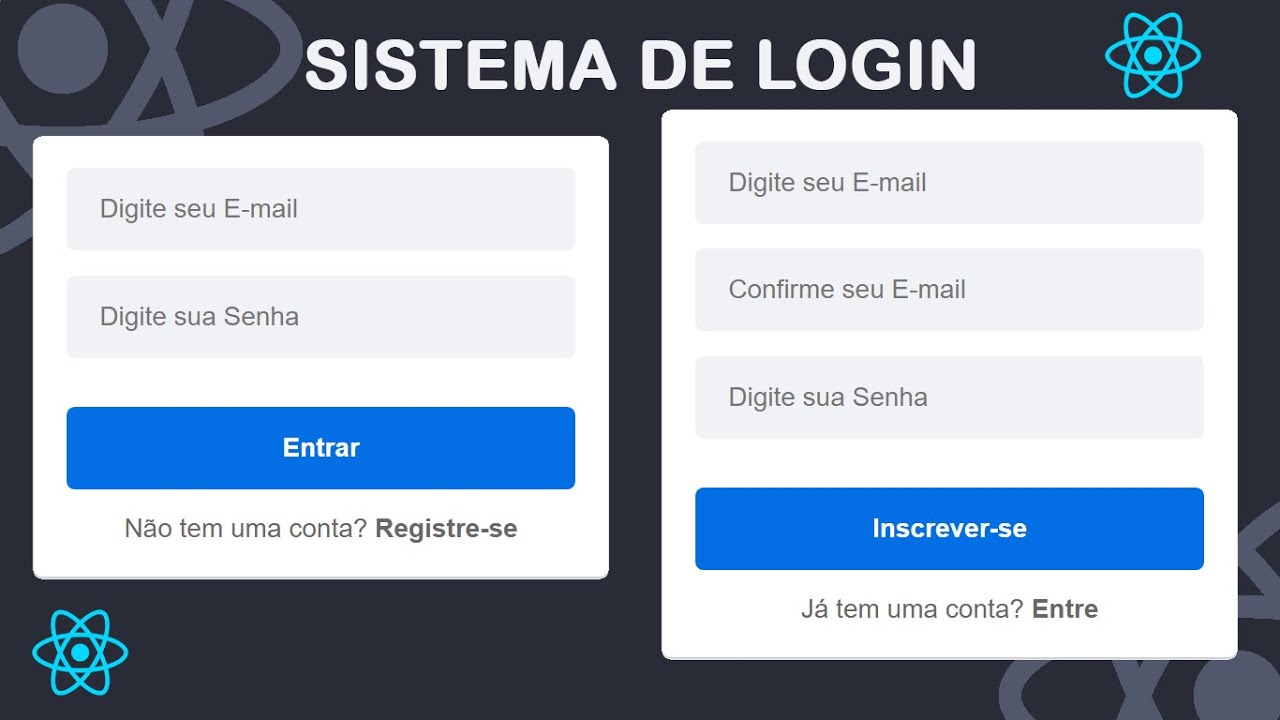 SISTEMA DE LOGIN
Digite seu E-mail
Digite sua Senha
Entrar
Não tem uma conta? Registre-se
Digite seu E-mail
Confirme seu E-mail
Digite sua Senha
Inscrever-se
Já tem uma conta? Entre